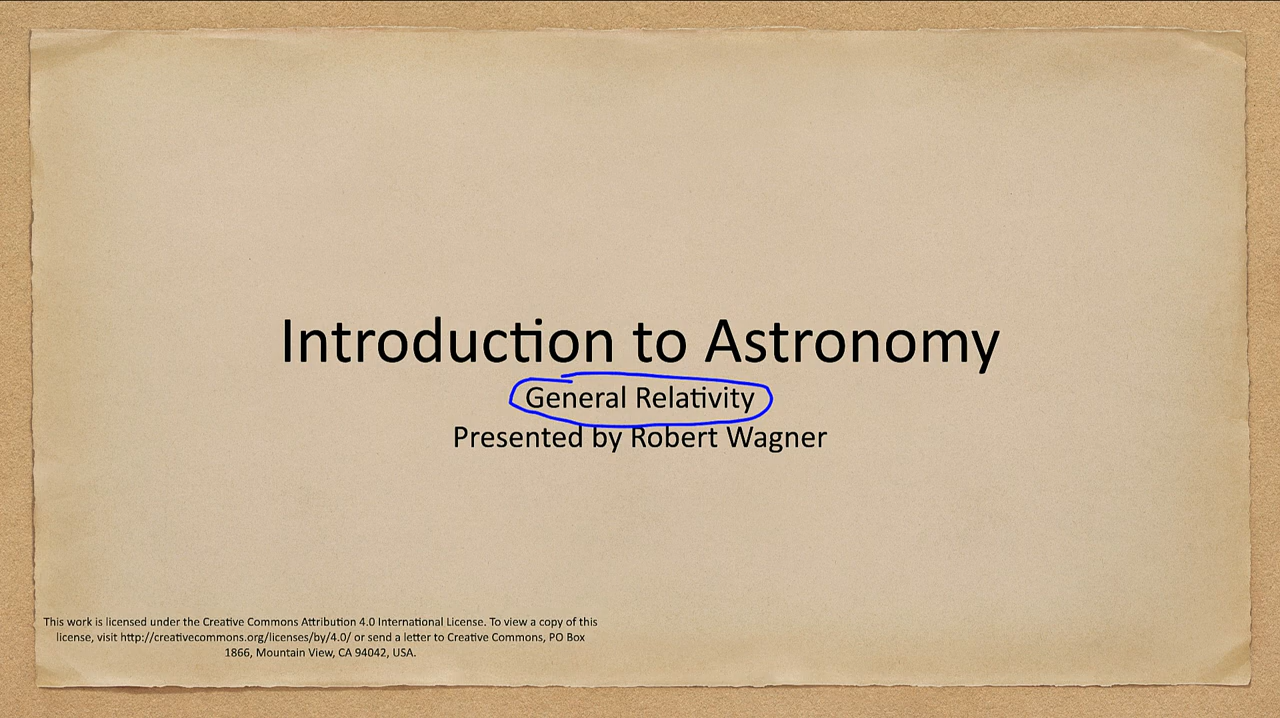 Introduction to Astronomy
General Relativity
Presented by Robert Wagner
This work is licensed under the Creative Commons Attribution 4.0 International License. To view a copy of this
license, visit http://creativecommons.org/licenses/by/4.0/ or send a letter to Creative Commons, PO Box
1866, Mountain View, CA 94042, USA.